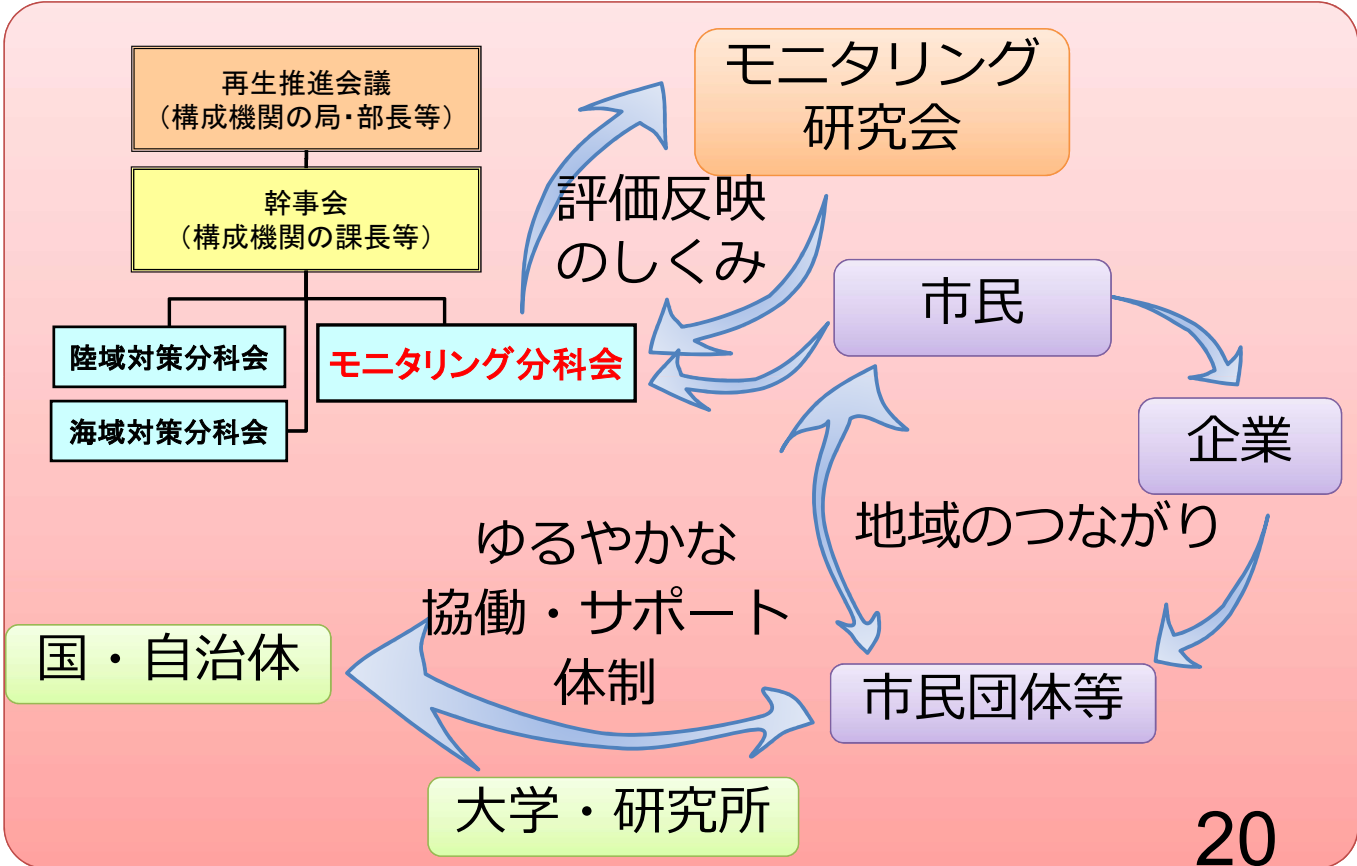 再生推進会議
（構成機関の局・部長等）
幹事会
（構成機関の課長等）
陸域対策分科会
モニタリング分科会
海域対策分科会
モニタリング
研究会
評価反映
のしくみ
市民
企業
地域のつながり
ゆるやかな
協働・サポート
体制
国・自治体
市民団体等
大学・研究所
20